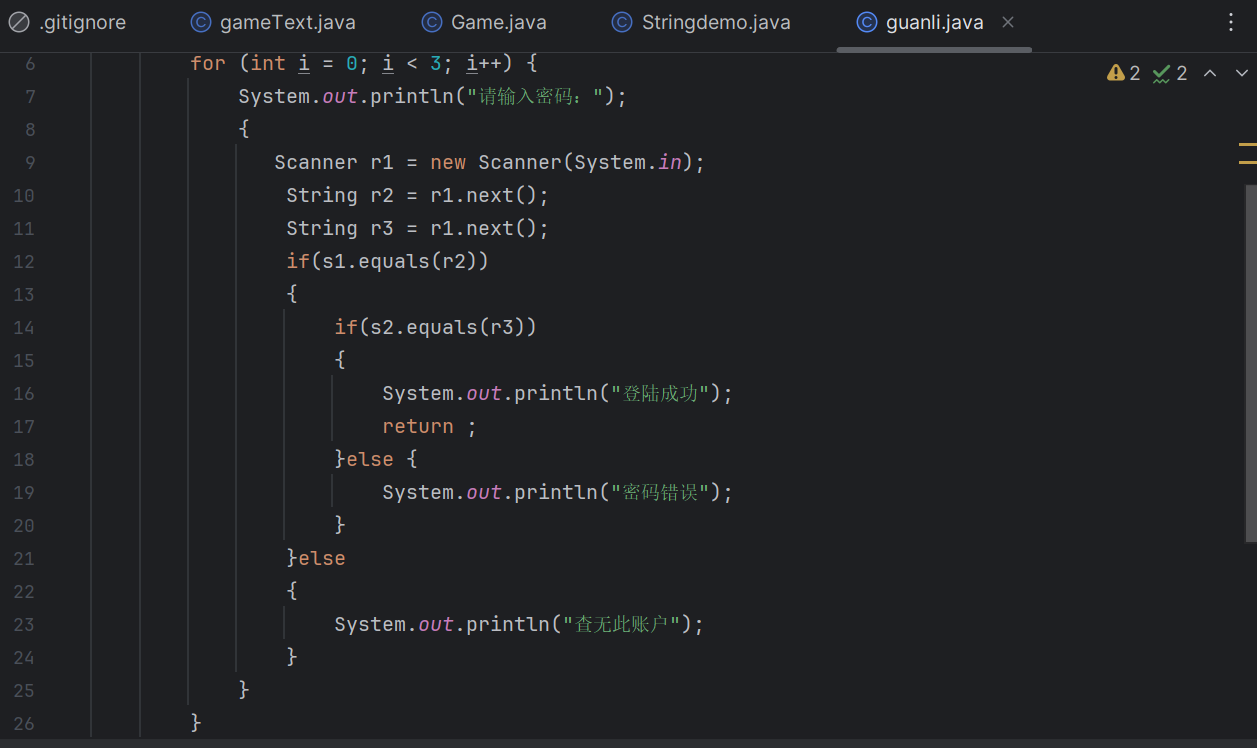 .gitignore gameText.java Game.java Stringdemo.java guanli.java
2 2
6 for (int i = 0; i < 3; i++) {
7 System.out.println("请输入密码: ");
8 {
9 Scanner r1 = new Scanner(System.in);
10 String r2 = r1.next();
11 String r3 = r1.next();
12 if(s1.equals(r2))
13 {
14 if(s2.equals(r3))
15 {
16 System.out.println("登陆成功");
17 return ;
18 }else {
19 System.out.println("密码错误");
20 }
21 }else
22 {
23 System.out.println("查无此账户");
24 }
25 }
26 }